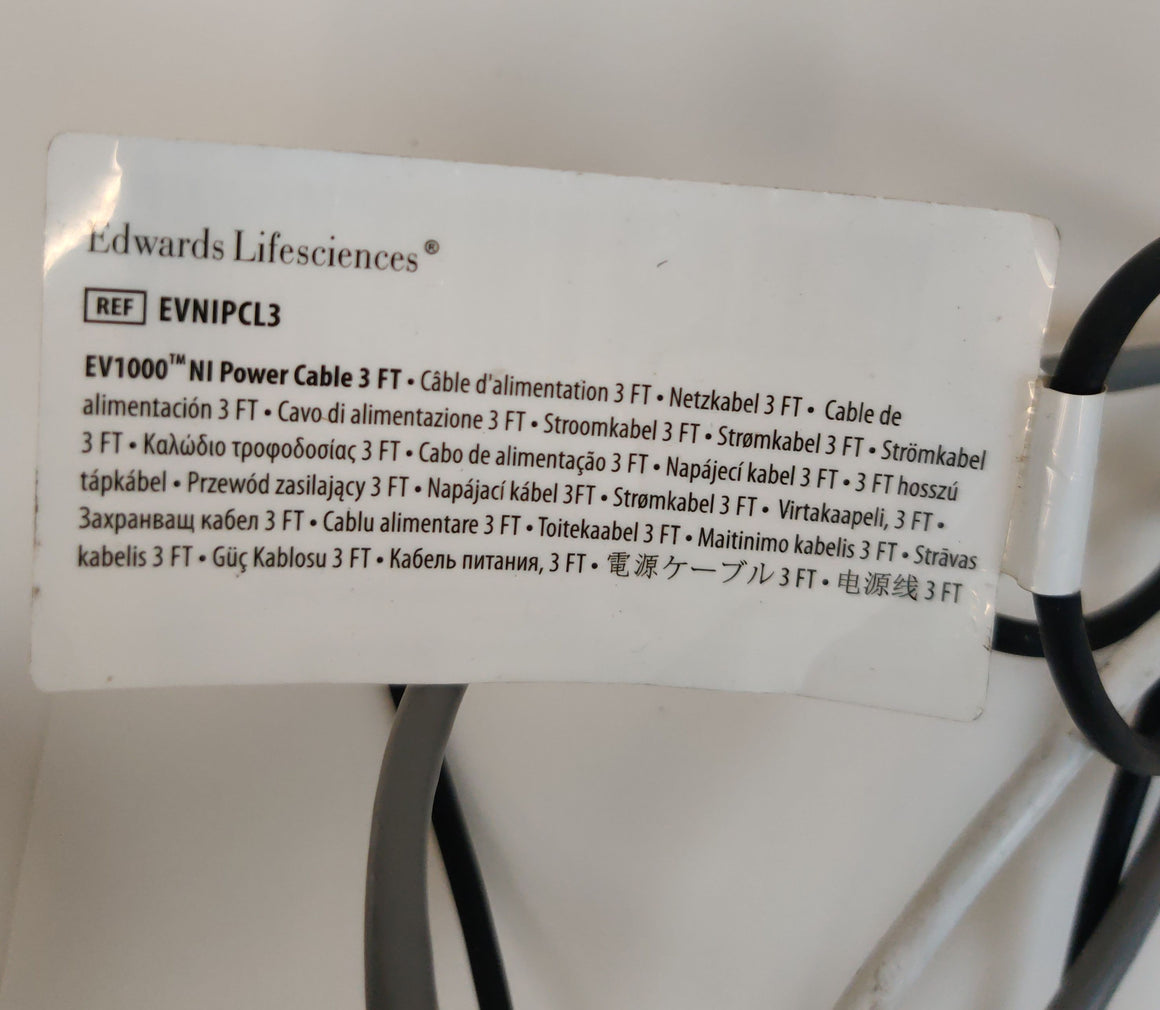 Edwards Lifesciences®
REF EVNIPCL3
EV1000™ NI Power Cable 3 FT • Câble d'alimentation 3 FT • Netzkabel 3 FT • Cable de
alimentación 3 FT • Cavo di alimentazione 3 FT • Stroomkabel 3 FT • Strømkabel 3 FT • Strömkabel
3 FT • Καλώδιο τροφοδοσίας 3 FT • Cabo de alimentação 3 FT • Napájecí kabel 3 FT • 3 FT hosszú
tápkábel • Przewód zasilający 3 FT • Napájací kábel 3FT • Strømkabel 3 FT • Virtakaapeli, 3 FT •
Захранващ кабел 3 FT • Cablu alimentare 3 FT • Toitekaabel 3 FT • Maitinimo kabelis 3 FT • Strāvas
kabelis 3 FT • Güç Kablosu 3 FT • Кабель питания, 3 FT • 電源ケーブル 3 FT • 电源线 3 FT